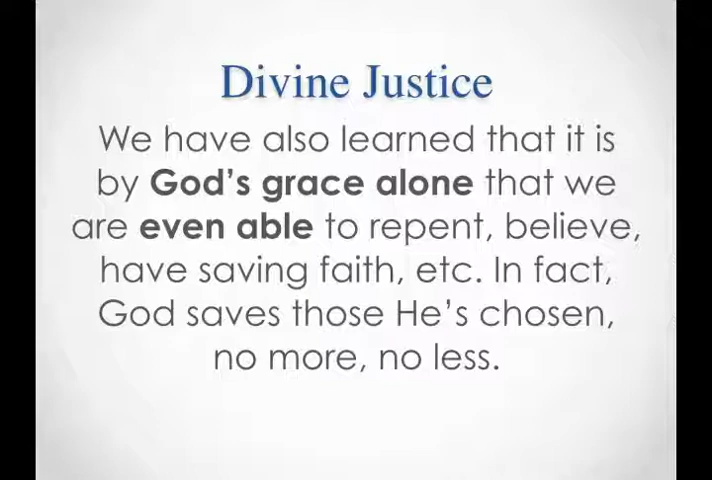 Divine Justice
We have also learned that it is
by God’s grace alone that we
are even able to repent, believe,
have saving faith, etc. In fact,
God saves those He’s chosen,
no more, no less.